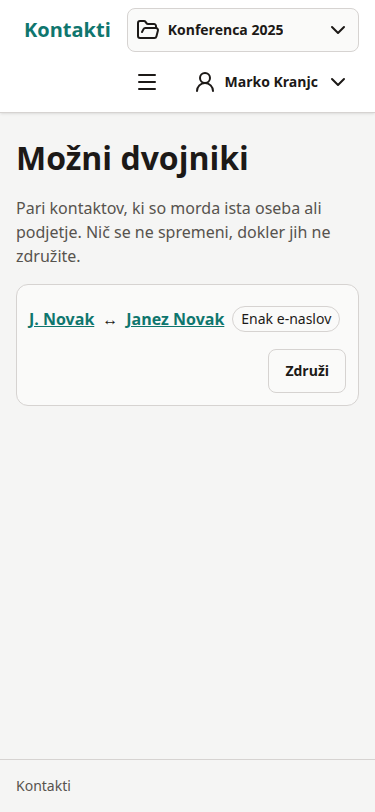 Kontakti
Konferenca 2025
Marko Kranjc
Možni dvojniki
Pari kontaktov, ki so morda ista oseba ali
podjetje. Nič se ne spremeni, dokler jih ne
združite.
J. Novak ↔ Janez Novak Enak e-naslov
Združi
Kontakti